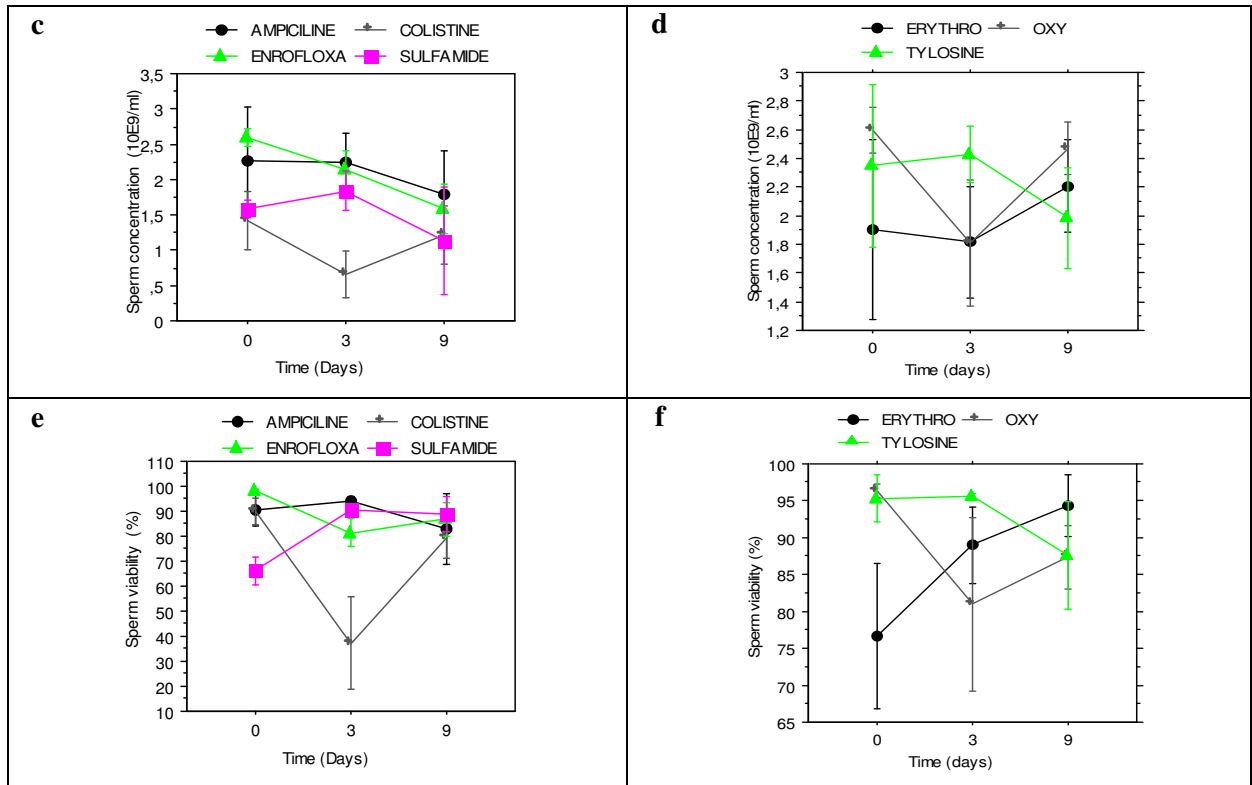 c
AMPICILINE COLISTINE
ENROFLOXA SULFAMIDE
3,5
3
2,5
2
1,5
1
,5
0
Sperm concentration (10E9/ml)
0 3 9
Time (Days)
d
ERYTHRO OXY
TYLOSINE
3
2,8
2,6
2,4
2,2
2
1,8
1,6
1,4
1,2
Sperm concentration (10E9/ml)
0 3 9
Time (days)
e
AMPICILINE COLISTINE
ENROFLOXA SULFAMIDE
110
100
90
80
70
60
50
40
30
20
10
Sperm viability (%)
0 3 9
Time (Days)
f
ERYTHRO OXY
TYLOSINE
100
95
90
85
80
75
70
65
Sperm viability (%)
0 3 9
Time (days)